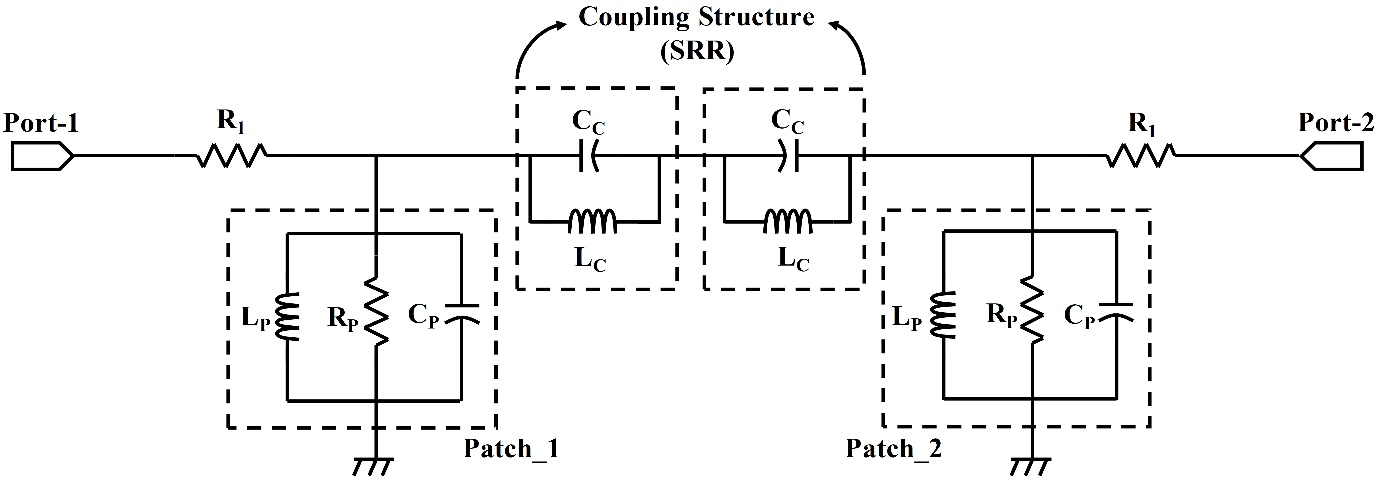 Coupling Structure
(SRR)
Port-1
R1
CC
CC
R1
Port-2
LC
LC
LP
RP
CP
LP
RP
CP
Patch_1
Patch_2